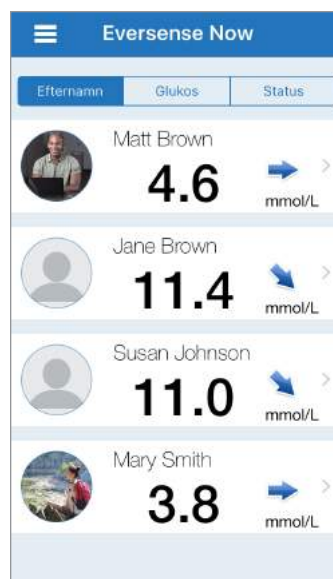 Eversense Now
Efternamn Glukos Status
Matt Brown
4.6
mmol/L
Jane Brown
11.4
mmol/L
Susan Johnson
11.0
mmol/L
Mary Smith
3.8
mmol/L